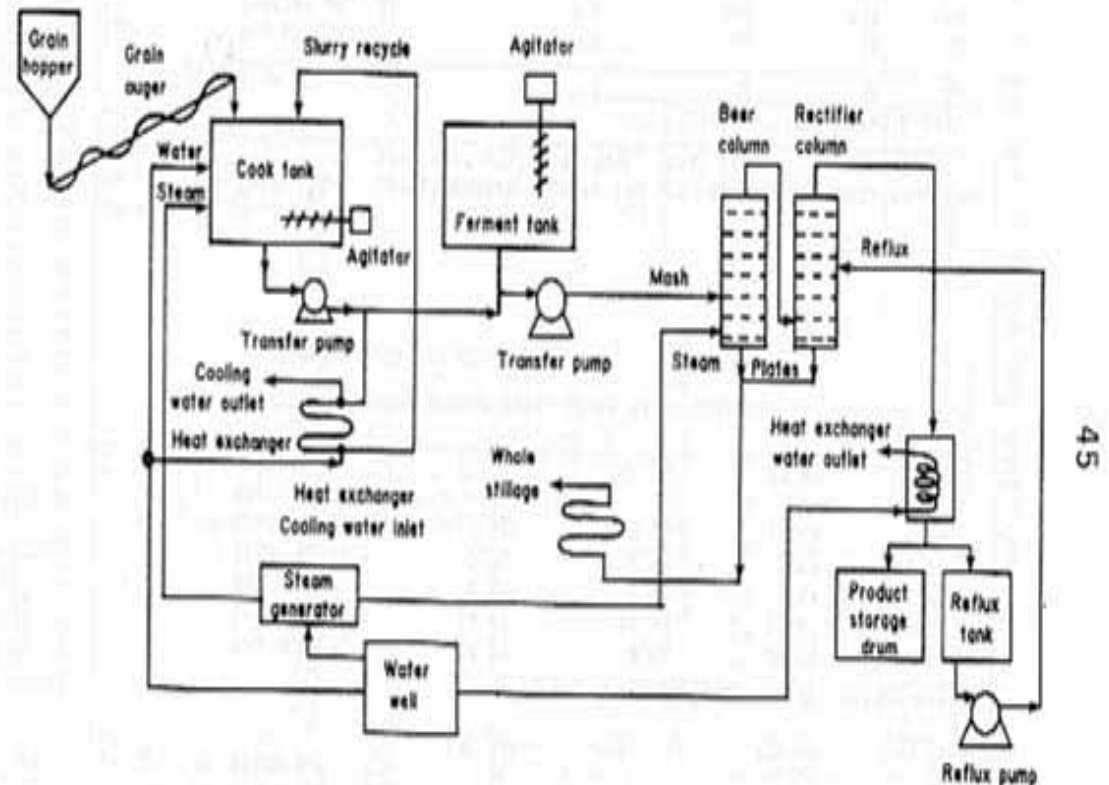 Grain
hopper
Grain
auger
Slurry recycle
Agitator
Water
Steam
Cook tank
Agitator
Ferment tank
Beer
column
Rectifier
column
Reflux
Mash
Transfer pump
Transfer pump
Steam
Plates
Cooling
water outlet
Heat exchanger
Heat exchanger
Cooling water inlet
Whole
stillage
Heat exchanger
water outlet
45
Steam
generator
Water
well
Product
storage
drum
Reflux
tank
Reflux pump